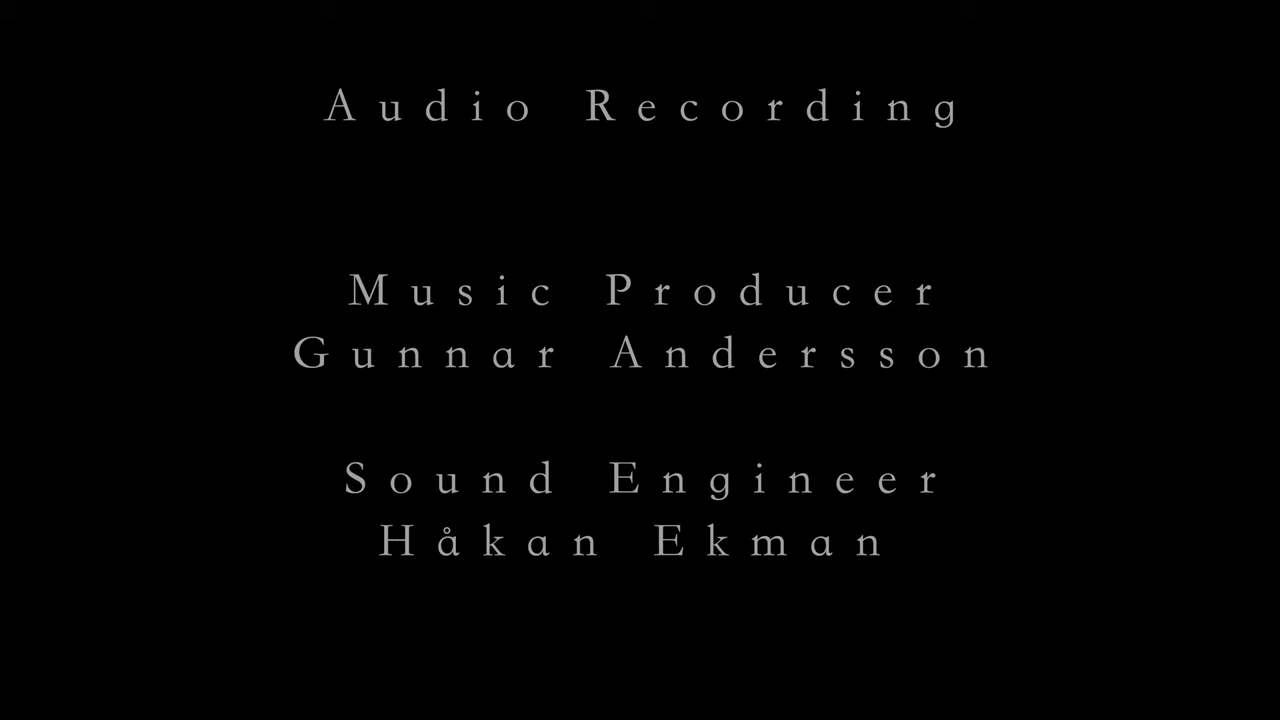 Audio Recording
Music Producer
Gunnar Andersson
Sound Engineer
Håkan Ekman